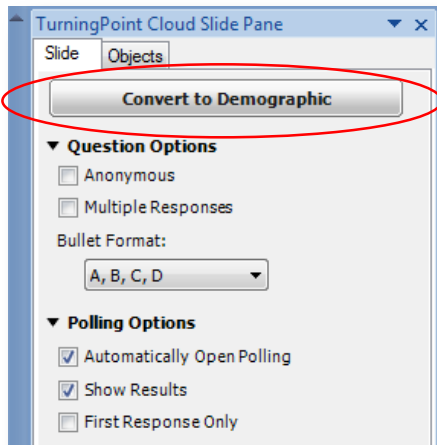 TurningPoint Cloud Slide Pane
Slide Objects
Convert to Demographic
Question Options
Anonymous
Multiple Responses
Bullet Format:
A, B, C, D
Polling Options
Automatically Open Polling
Show Results
First Response Only